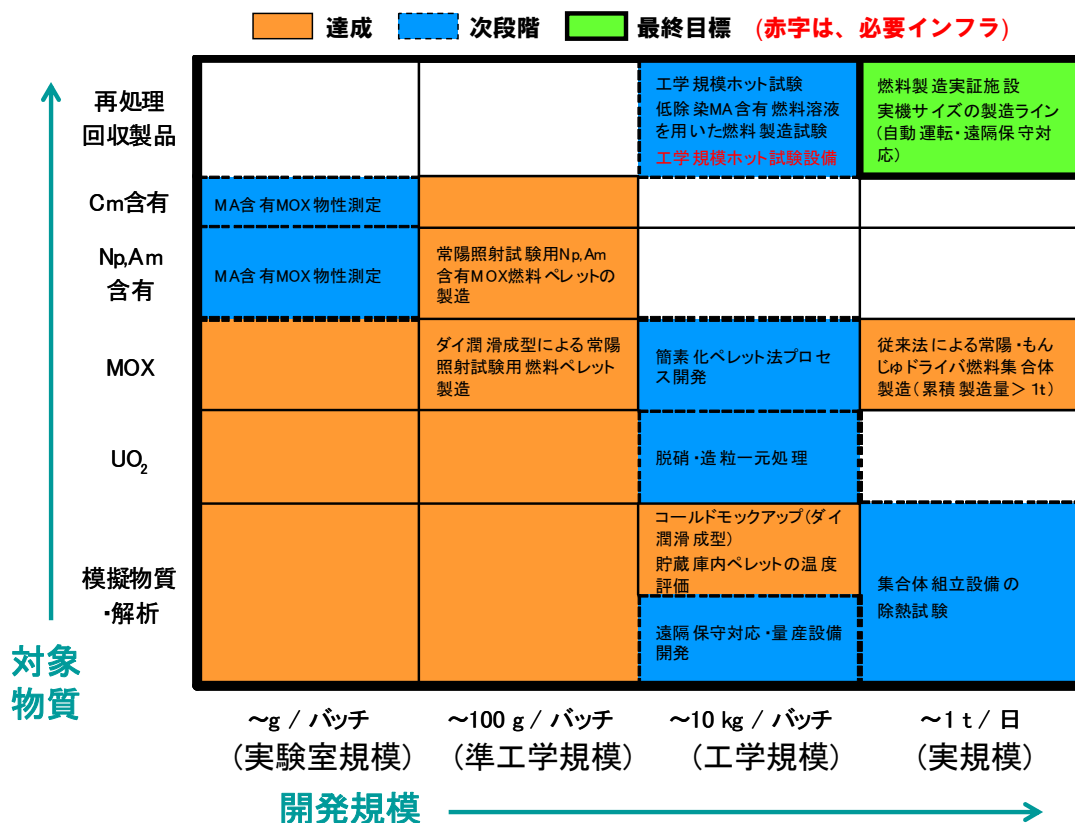 達成 次段階 最終目標 (赤字は、必要インフラ)
再処理
回収製品
工学規模ホット試験
低除染MA含有燃料溶液
を用いた燃料製造試験
工学規模ホット試験設備
燃料製造実証施設
実機サイズの製造ライン
(自動運転・遠隔保守対
応)
Cm含有
MA含有MOX物性測定
Np,Am
含有
MA含有MOX物性測定
常陽照射試験用Np,Am
含有MOX燃料ペレットの
製造
MOX
ダイ潤滑成型による常陽
照射試験用燃料ペレット
製造
簡素化ペレット法プロセ
ス開発
従来法による常陽・もん
じゅドライバ燃料集合体
製造(累積製造量＞1t)
UO₂
脱硝・造粒一元処理
模擬物質
・解析
コールドモックアップ(ダイ
潤滑成型)
貯蔵庫内ペレットの温度
評価
遠隔保守対応・量産設備
開発
集合体組立設備の
除熱試験
対象
物質
～g / バッチ
(実験室規模)
～100 g / バッチ
(準工学規模)
～10 kg / バッチ
(工学規模)
～1 t / 日
(実規模)
開発規模